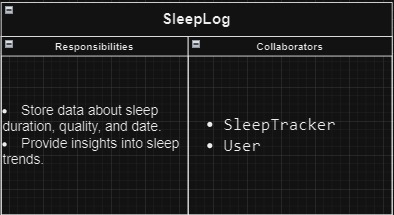 SleepLog
Responsibilities
Collaborators
• Store data about sleep
duration, quality, and date.
• Provide insights into sleep
trends.
• SleepTracker
• User